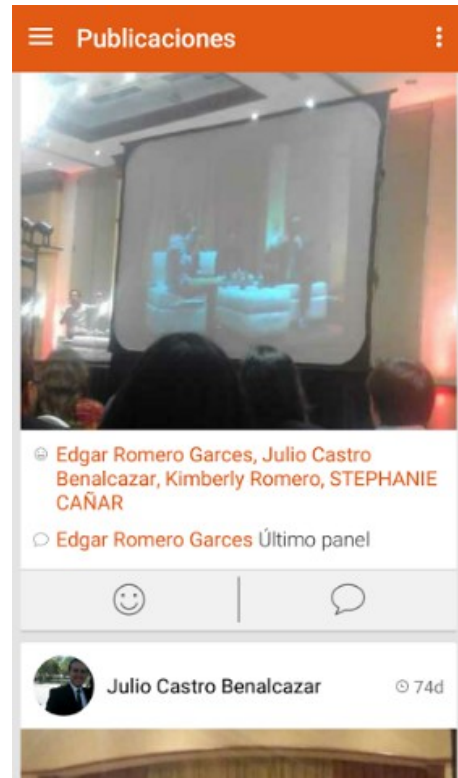 Publicaciones
Edgar Romero Garces, Julio Castro
Benalcazar, Kimberly Romero, STEPHANIE
CAÑAR
Edgar Romero Garces Último panel
Julio Castro Benalcazar 74d